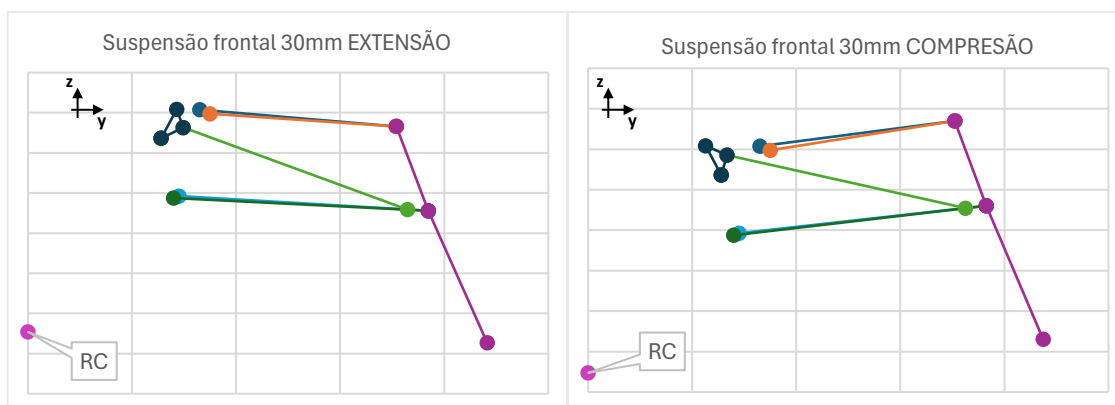 Suspensão frontal 30mm EXTENSÃO
z
y
RC
Suspensão frontal 30mm COMPRESÃO
z
y
RC